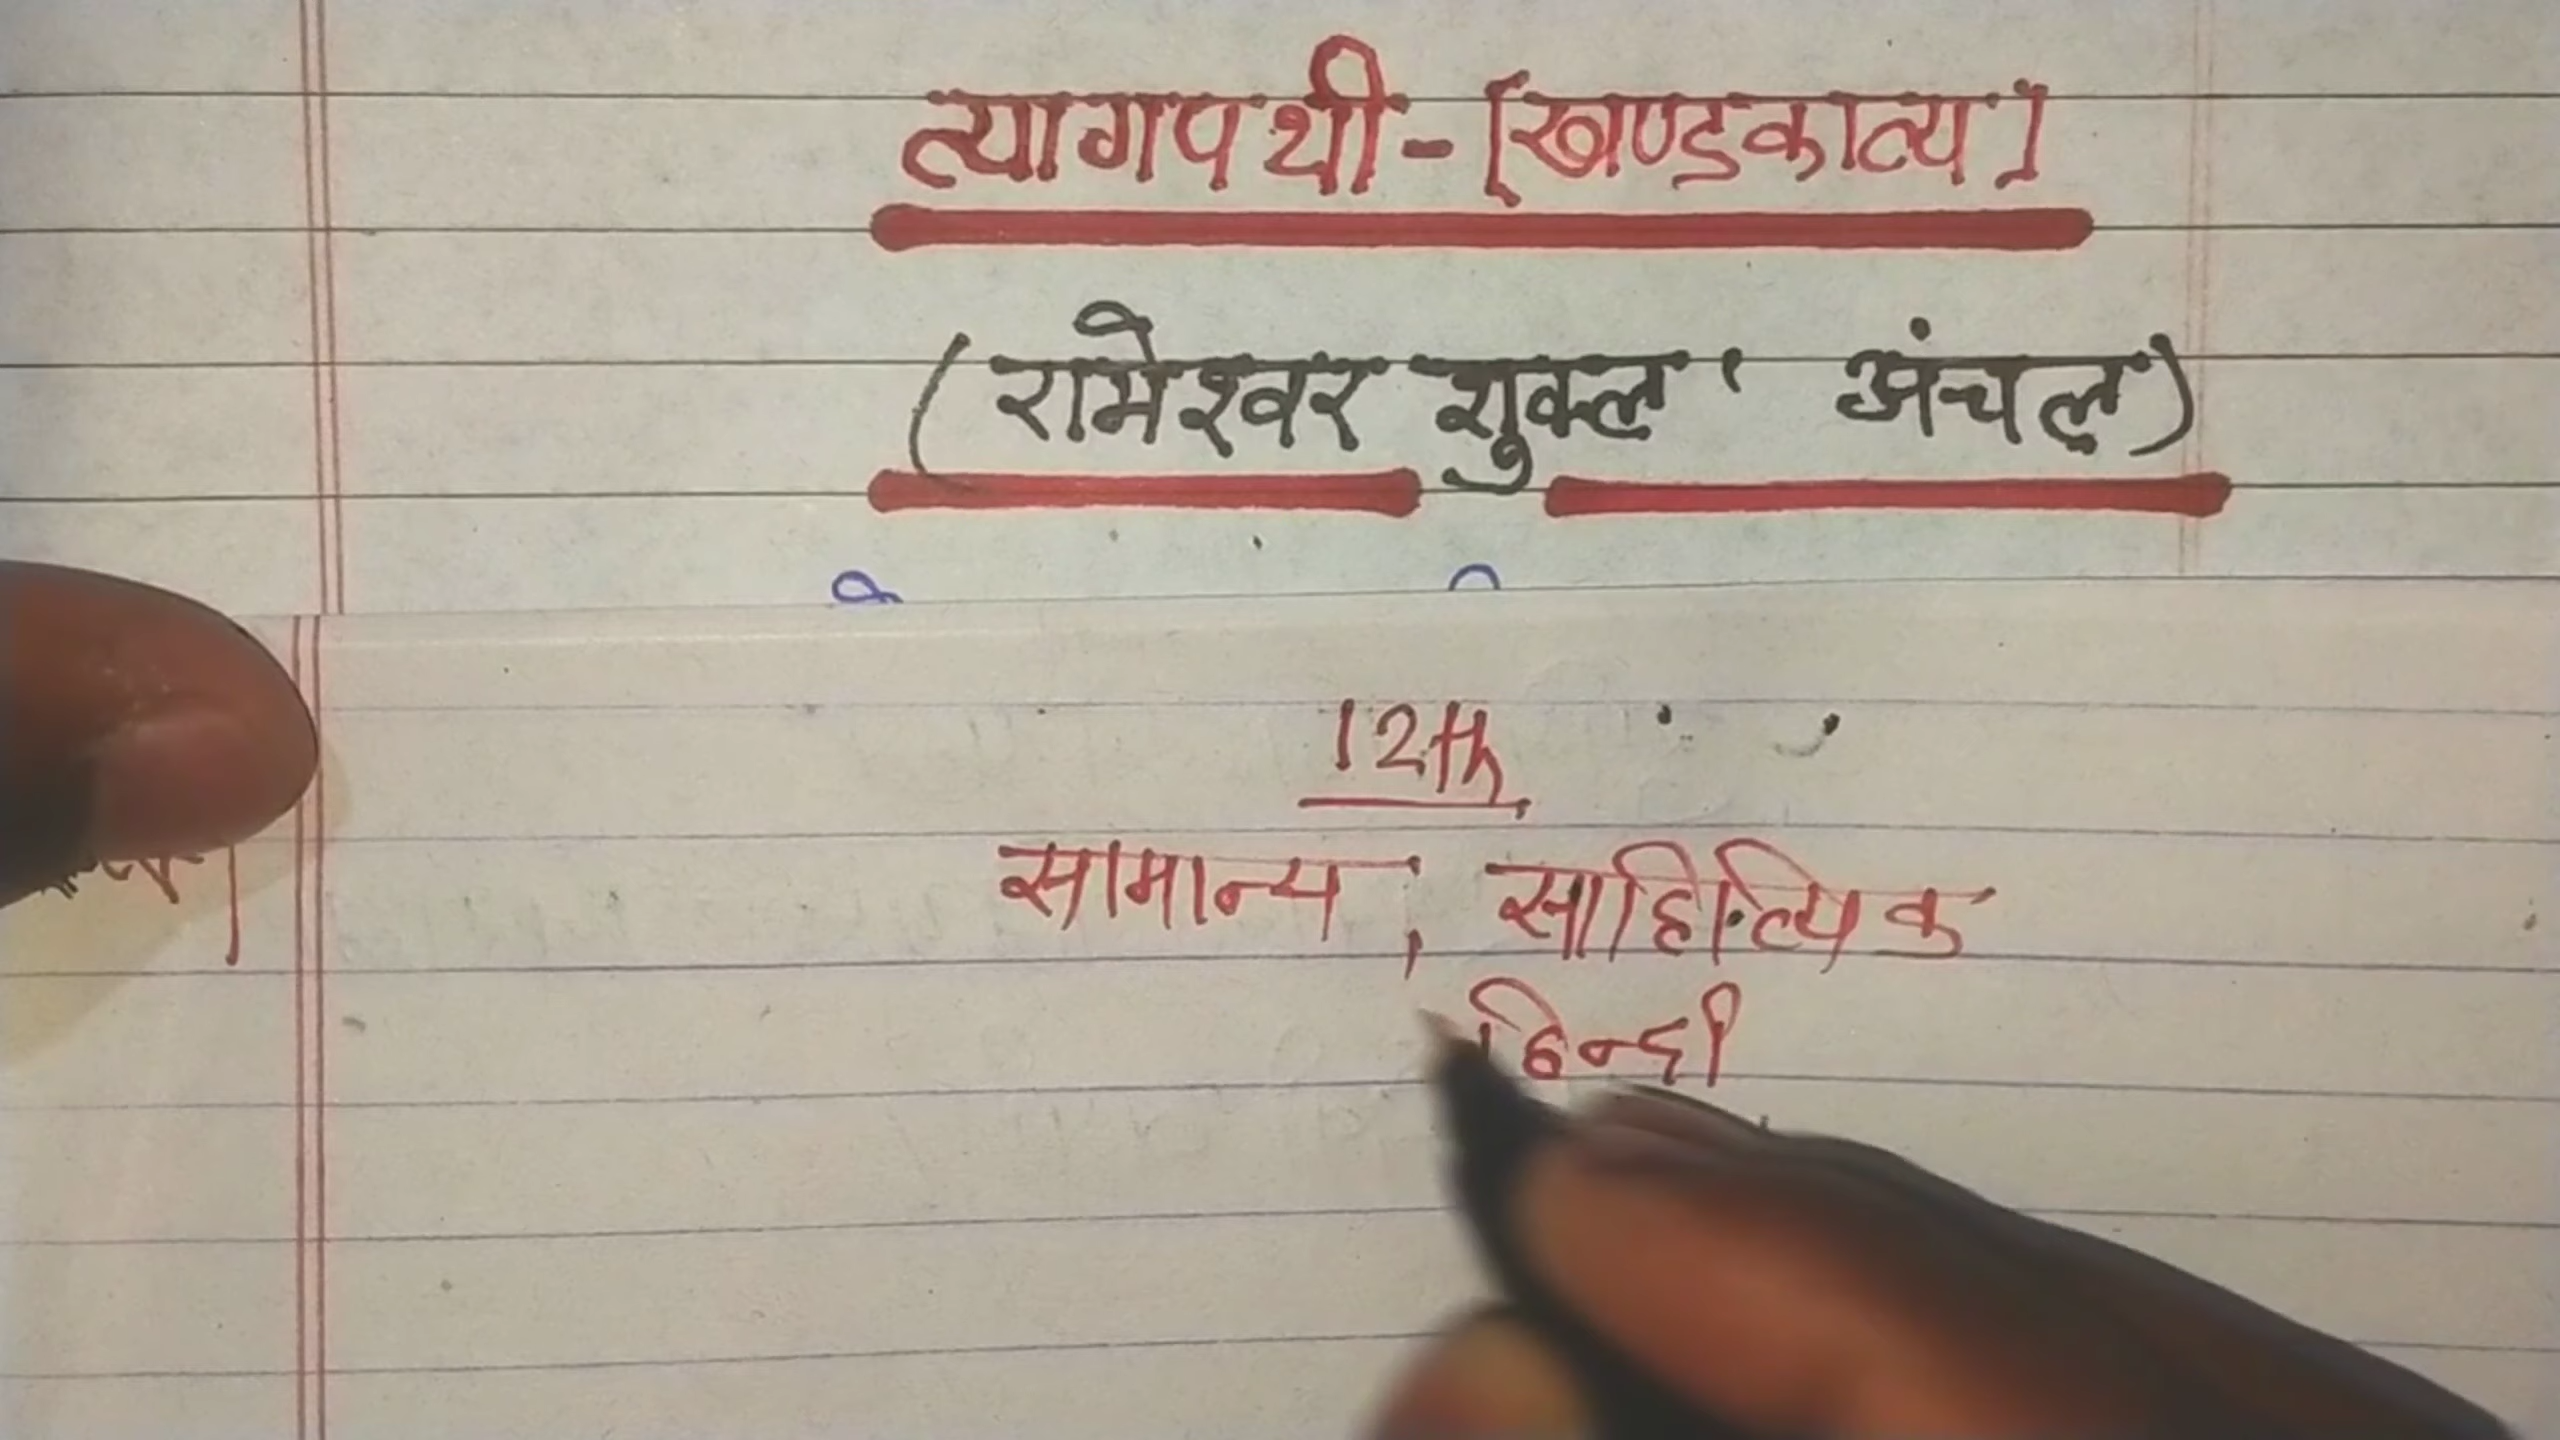 त्यागपथी - [खण्डकाव्य]
(रामेश्वर शुक्ल ' अंचल)
12th
सामान्य , साहित्यिक
हिन्दी